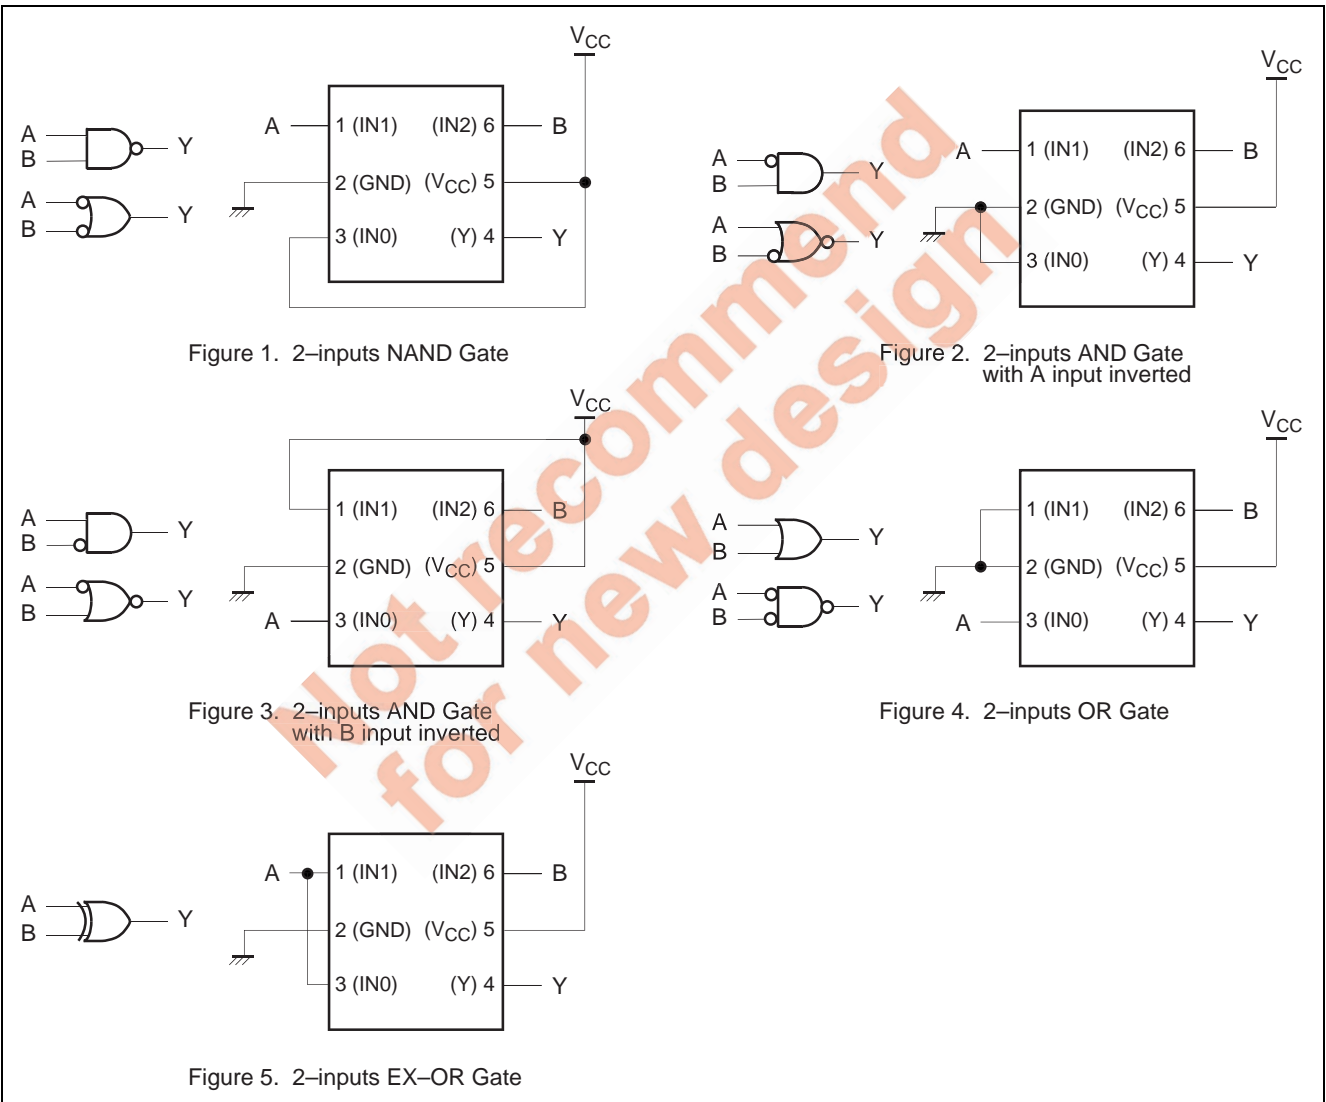 VCC
A
B
Y
A
B
Y
A
1 (IN1)
(IN2) 6
B
2 (GND)
(VCC) 5
3 (IN0)
(Y) 4
Y
Figure 1. 2–inputs NAND Gate
VCC
A
B
Y
A
B
Y
A
1 (IN1)
(IN2) 6
B
2 (GND)
(VCC) 5
3 (IN0)
(Y) 4
Y
Figure 2. 2–inputs AND Gate
with A input inverted
VCC
A
B
Y
A
B
Y
1 (IN1)
(IN2) 6
B
2 (GND)
(VCC) 5
A
3 (IN0)
(Y) 4
Y
Figure 3. 2–inputs AND Gate
with B input inverted
VCC
A
B
Y
A
B
Y
1 (IN1)
(IN2) 6
B
2 (GND)
(VCC) 5
A
3 (IN0)
(Y) 4
Y
Figure 4. 2–inputs OR Gate
VCC
A
B
Y
A
1 (IN1)
(IN2) 6
B
2 (GND)
(VCC) 5
3 (IN0)
(Y) 4
Y
Figure 5. 2–inputs EX–OR Gate
Not recommend
for new design